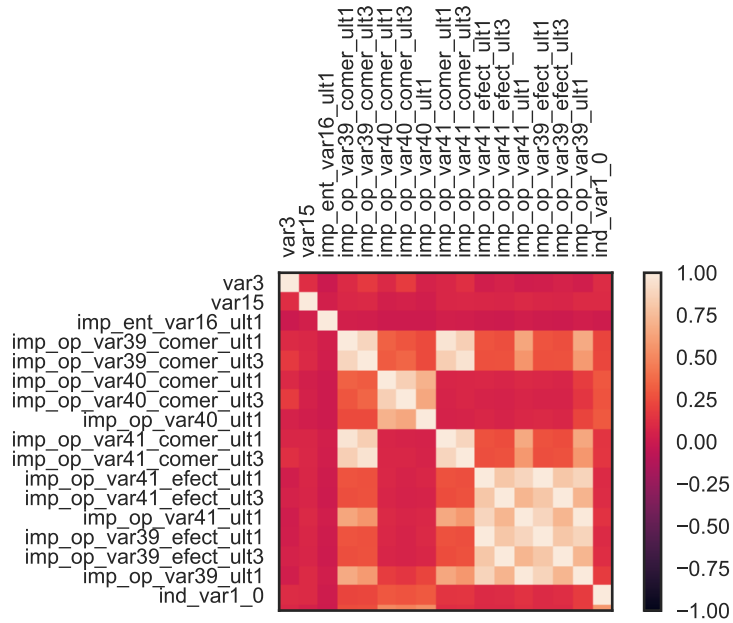 var3
var15
imp_ent_var16_ult1
imp_op_var39_comer_ult1
imp_op_var39_comer_ult3
imp_op_var40_comer_ult1
imp_op_var40_comer_ult3
imp_op_var40_ult1
imp_op_var41_comer_ult1
imp_op_var41_comer_ult3
imp_op_var41_efect_ult1
imp_op_var41_efect_ult3
imp_op_var41_ult1
imp_op_var39_efect_ult1
imp_op_var39_efect_ult3
imp_op_var39_ult1
ind_var1_0
var3
var15
imp_ent_var16_ult1
imp_op_var39_comer_ult1
imp_op_var39_comer_ult3
imp_op_var40_comer_ult1
imp_op_var40_comer_ult3
imp_op_var40_ult1
imp_op_var41_comer_ult1
imp_op_var41_comer_ult3
imp_op_var41_efect_ult1
imp_op_var41_efect_ult3
imp_op_var41_ult1
imp_op_var39_efect_ult1
imp_op_var39_efect_ult3
imp_op_var39_ult1
ind_var1_0
1.00
0.75
0.50
0.25
0.00
−0.25
−0.50
−0.75
−1.00